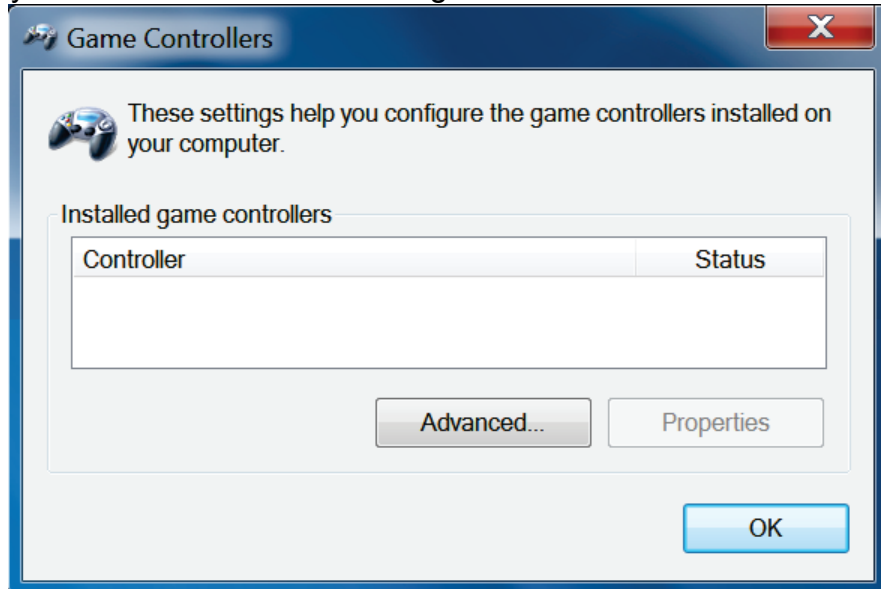 Game Controllers
These settings help you configure the game controllers installed on
your computer.
Installed game controllers
Controller Status
Advanced... Properties
OK